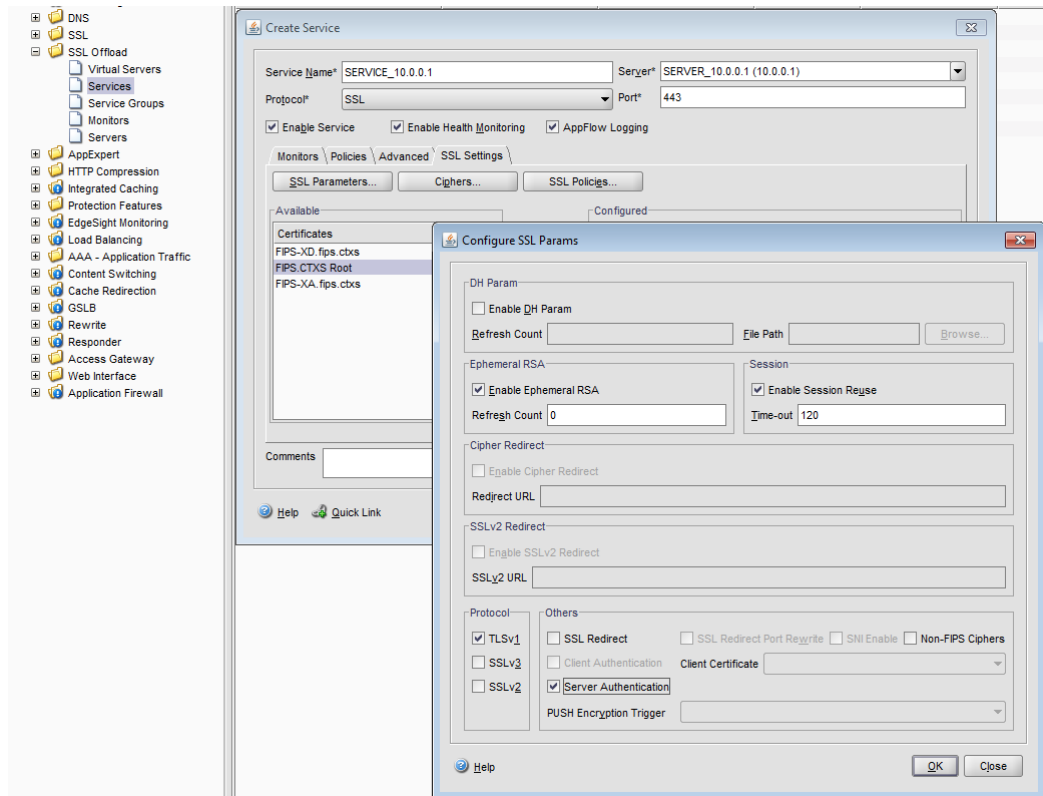 DNS
SSL
SSL Offload
Virtual Servers
Services
Service Groups
Monitors
Servers
AppExpert
HTTP Compression
Integrated Caching
Protection Features
EdgeSight Monitoring
Load Balancing
AAA - Application Traffic
Content Switching
Cache Redirection
GSLB
Rewrite
Responder
Access Gateway
Web Interface
Application Firewall
Create Service
Service Name* SERVICE_10.0.0.1 Server* SERVER_10.0.0.1 (10.0.0.1)
Protocol* SSL Port* 443
Enable Service Enable Health Monitoring AppFlow Logging
Monitors Policies Advanced SSL Settings
SSL Parameters... Ciphers... SSL Policies...
Available Configured
Certificates
FIPS-XD.fips.ctxs
FIPS.CTXS Root
FIPS-XA.fips.ctxs
Comments
Help Quick Link
Configure SSL Params
DH Param
Enable DH Param
Refresh Count File Path Browse...
Ephemeral RSA Session
Enable Ephemeral RSA Enable Session Reuse
Refresh Count 0 Time-out 120
Cipher Redirect
Enable Cipher Redirect
Redirect URL
SSLv2 Redirect
Enable SSLv2 Redirect
SSLv2 URL
Protocol Others
TLSv1 SSL Redirect SSL Redirect Port Rewrite SNI Enable Non-FIPS Ciphers
SSLv3 Client Authentication Client Certificate
SSLv2 Server Authentication
PUSH Encryption Trigger
Help OK Close